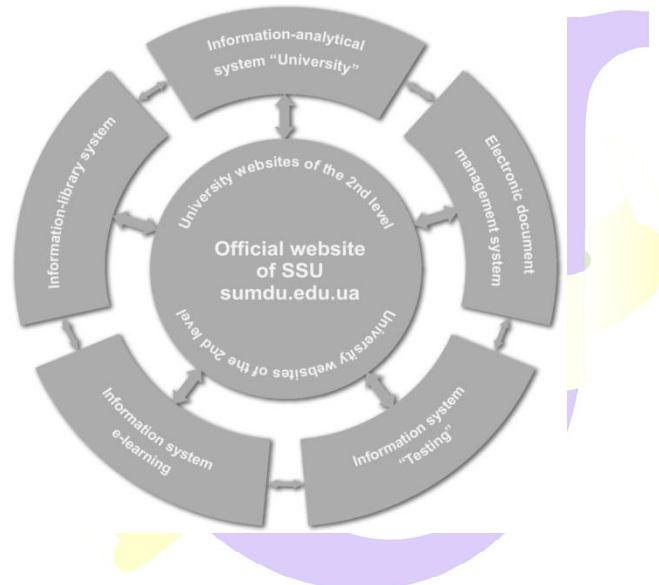 Information-analytical
system “University”
Electronic document
management system
Information system
“Testing”
Information system
e-learning
Information-library system
University websites of the 2nd level
Official website
of SSU
sumdu.edu.ua
University websites of the 2nd level